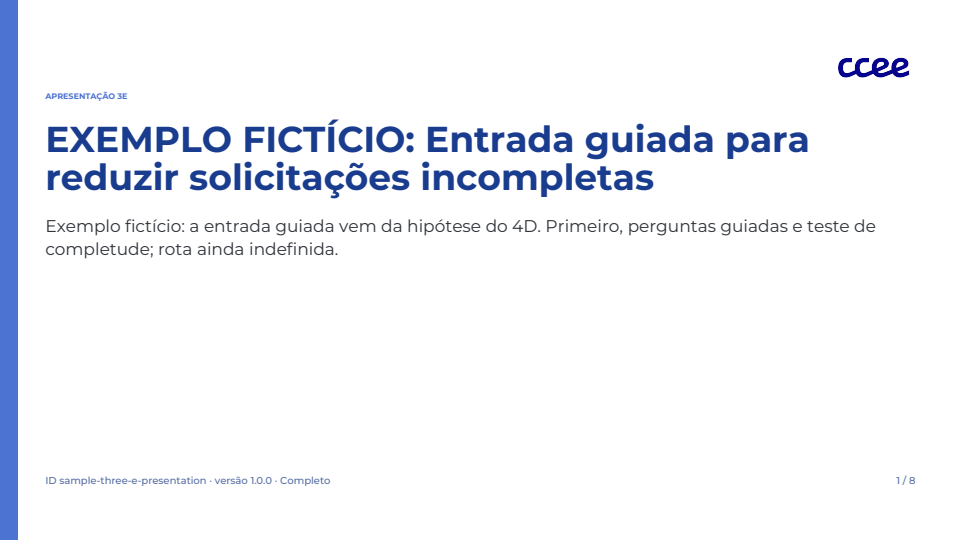 ccee
APRESENTAÇÃO 3E
EXEMPLO FICTÍCIO: Entrada guiada para
reduzir solicitações incompletas
Exemplo fictício: a entrada guiada vem da hipótese do 4D. Primeiro, perguntas guiadas e teste de
completude; rota ainda indefinida.
ID sample-three-e-presentation · versão 1.0.0 · Completo
1 / 8